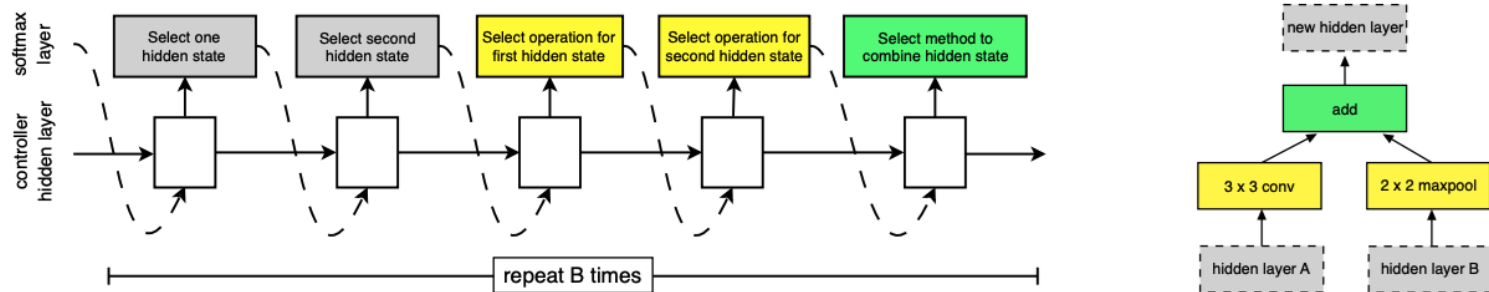 softmax
layer
controller
hidden layer
Select one
hidden state
Select second
hidden state
Select operation for
first hidden state
Select operation for
second hidden state
Select method to
combine hidden state
repeat B times
new hidden layer
add
3 x 3 conv
2 x 2 maxpool
hidden layer A
hidden layer B